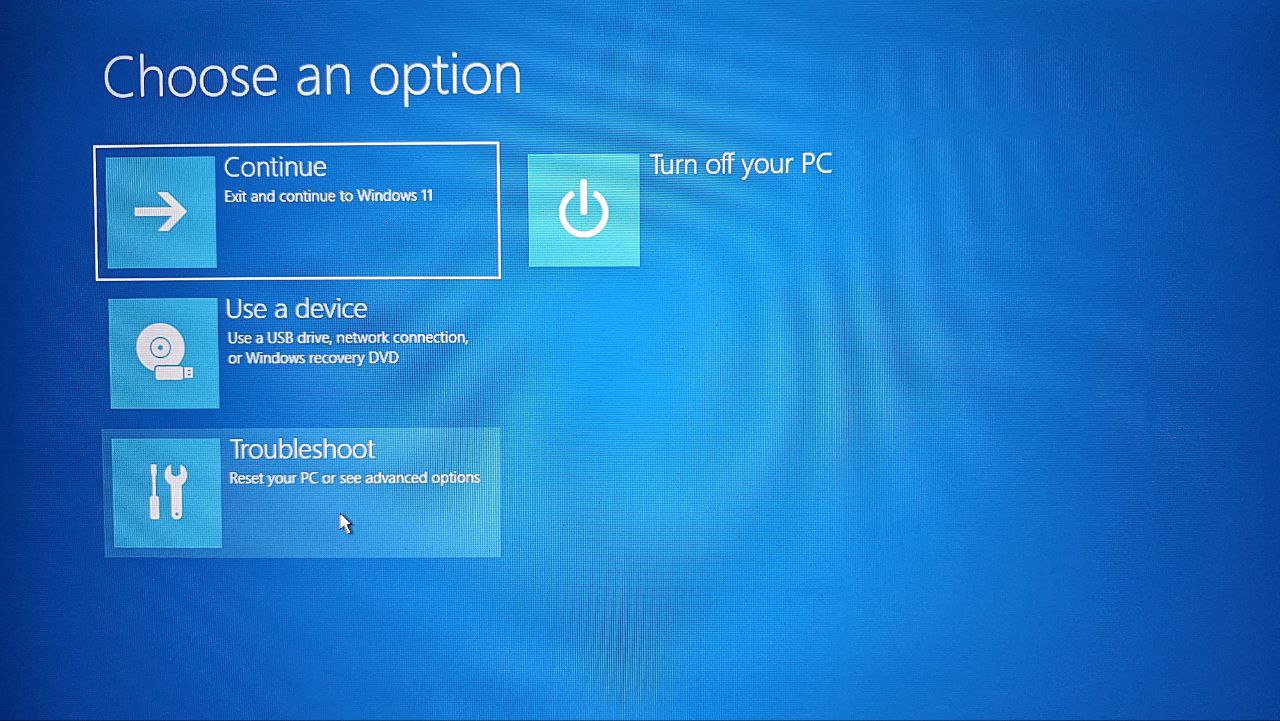 Choose an option
Continue
Exit and continue to Windows 11
Turn off your PC
Use a device
Use a USB drive, network connection,
or Windows recovery DVD
Troubleshoot
Reset your PC or see advanced options